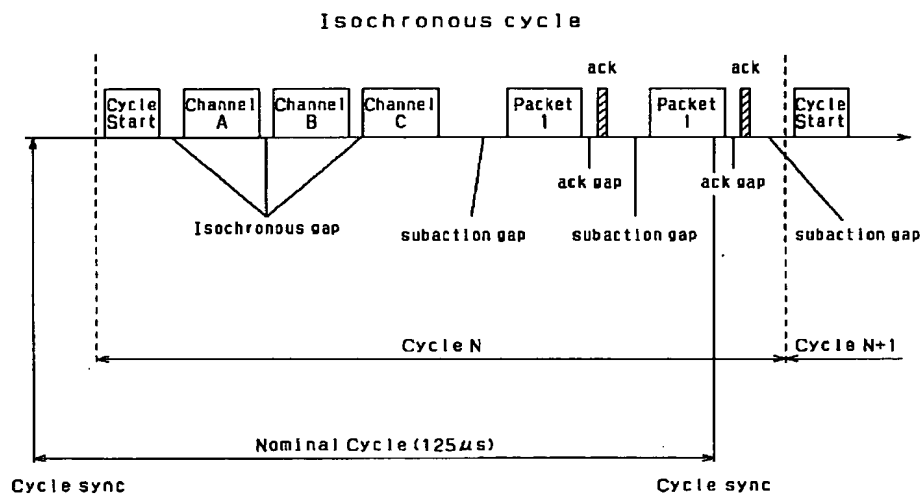 Isochronous cycle
ack
ack
Cycle
Start
Channel
A
Channel
B
Channel
C
Packet
1
Packet
1
Cycle
Start
ack gap
ack gap
Isochronous gap
subaction gap
subaction gap
subaction gap
Cycle N
Cycle N+1
Nominal Cycle (125μs)
Cycle sync
Cycle sync